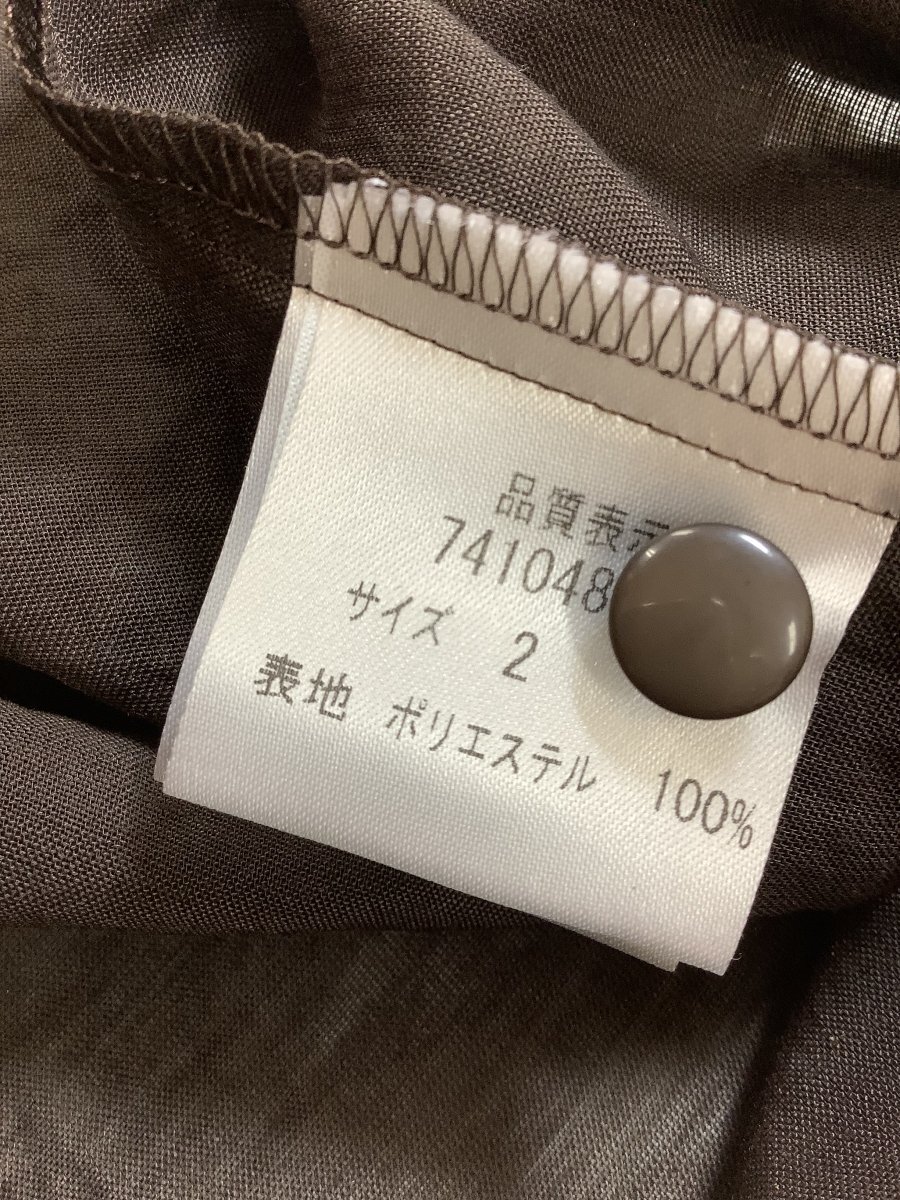 品質表示
741048
サイズ 2
表地 ポリエステル 100%